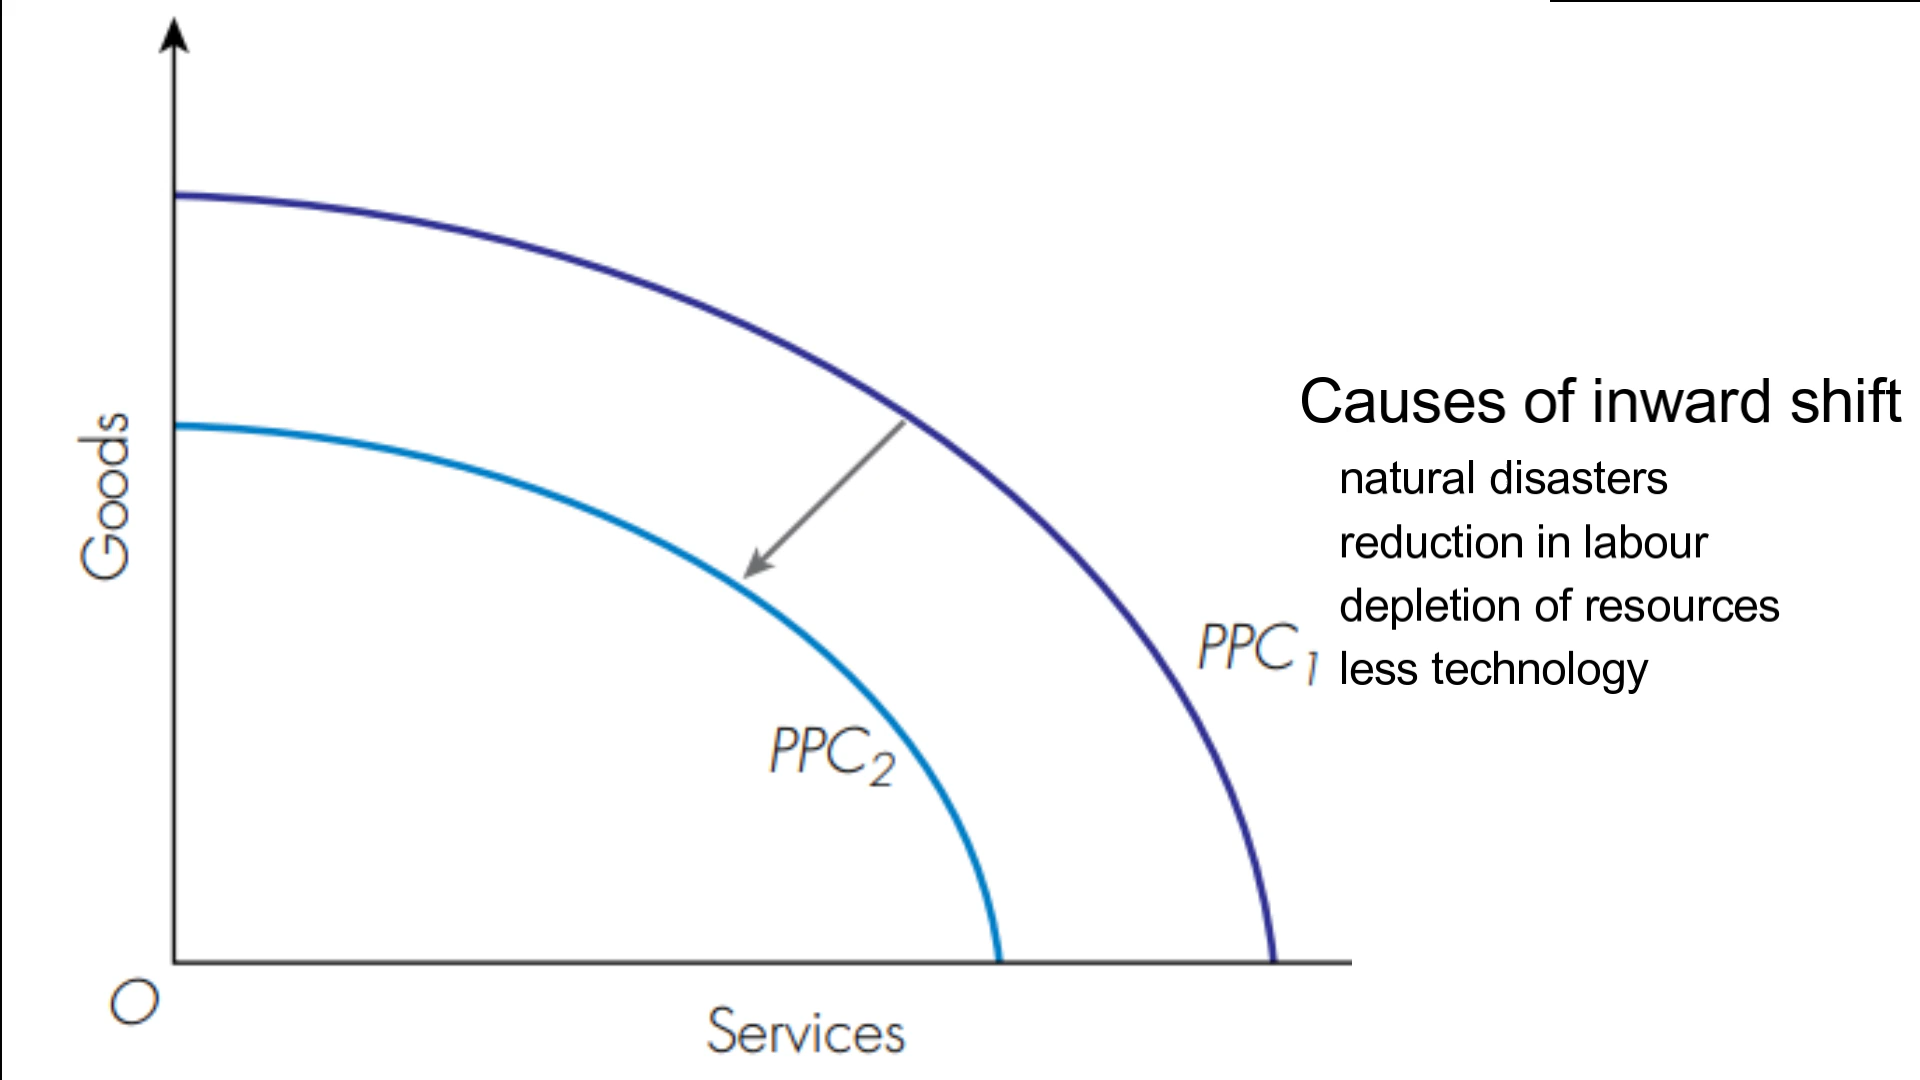 Goods
Causes of inward shift
natural disasters
reduction in labour
depletion of resources
PPC1
less technology
PPC2
O
Services